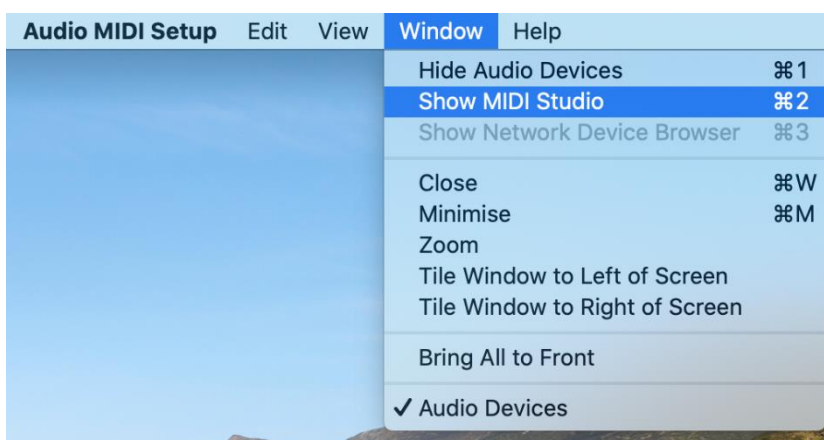 Audio MIDI Setup Edit View Window Help
Hide Audio Devices ⌘1
Show MIDI Studio ⌘2
Show Network Device Browser ⌘3
Close ⌘W
Minimise ⌘M
Zoom
Tile Window to Left of Screen
Tile Window to Right of Screen
Bring All to Front
✓ Audio Devices